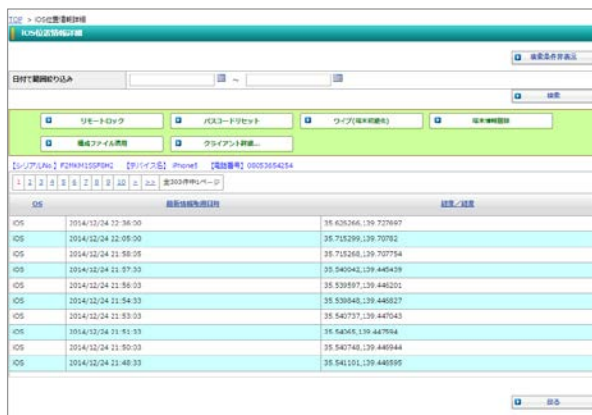 TOP > iOS位置情報詳細
iOS位置情報詳細
検索条件非表示
日付で範囲絞り込み ～
検索
リモートロック パスコードリセット ワイプ(端末初期化) 端末情報登録
構成ファイル適用 クライアント詳細...
【シリアルNo.】 F2MKM1SSF8H2 【デバイス名】 iPhone5 【電話番号】 08053654254
1 2 3 4 5 6 7 8 9 10 > >> 全303件中1ページ
OS 最新情報取得日時 緯度／経度
iOS 2014/12/24 22:36:00 35.626266,139.727697
iOS 2014/12/24 22:05:00 35.715299,139.70782
iOS 2014/12/24 21:58:05 35.715268,139.707754
iOS 2014/12/24 21:57:33 35.540042,139.445439
iOS 2014/12/24 21:56:03 35.539597,139.446201
iOS 2014/12/24 21:54:33 35.539848,139.446827
iOS 2014/12/24 21:53:03 35.540737,139.447043
iOS 2014/12/24 21:51:33 35.54065,139.447594
iOS 2014/12/24 21:50:03 35.540748,139.446944
iOS 2014/12/24 21:48:33 35.541101,139.446595
戻る